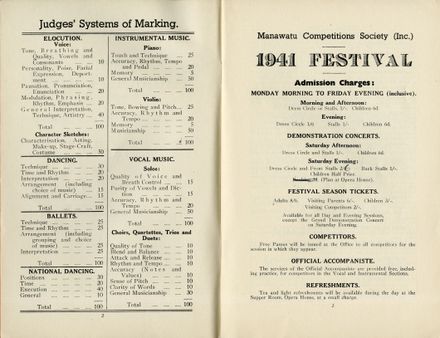 Judges' Systems of Marking.
ELOCUTION.
Voice:
Tone, Breathing and
Quality, Vowels and
Consonants 10
Personality, Poise, Facial
Expression, Deport-
ment 10
Passation, Pronunciation,
Enunciation 20
Modulation, Phrasing,
Rhythm, Emphasis 20
General Interpretation,
Technique, Artistry 40
Total 100
Character Sketches:
Characterisation, Acting,
Make-up, Stage-Craft,
Costume 50
DANCING.
Technique 30
Time and Rhythm 20
Interpretation 20
Arrangement (including
choice of music) 15
Alignment and Carriage 15
Total 100
BALLETS.
Technique 25
Time and Rhythm 25
Arrangement (including
grouping and choice
of music) 25
Interpretation 25
Total 100
NATIONAL DANCING.
Positions 30
Time 20
Execution 40
General 10
Total 100
INSTRUMENTAL MUSIC.
Piano:
Touch and Technique 25
Accuracy, Rhythm, Tempo
and Pedal 20
Memory 5
General Musicianship 50
Total 100
Violin:
Tone, Bowing and Pitch 25
Accuracy, Rhythm and
Tempo 20
Memory 5
Musicianship 50
Total 100
VOCAL MUSIC.
Solos:
Quality of Voice and
Breath Control 15
Purity of Vowels and Dic-
tion 15
Accuracy, Rhythm and
Tempo 20
General Musicianship 50
Total 100
Choirs, Quartettes, Trios and
Duets:
Quality of Tone 10
Blend and Balance 10
Attack and Release 10
Rhythm and Tempo 10
Accuracy (Notes and
Values) 10
Sense of Pitch 10
Clarity of Words 10
General Musicianship 30
Total 100
2
Manawatu Competitions Society (Inc.)
1941 FESTIVAL
Admission Charges:
MONDAY MORNING TO FRIDAY EVENING (inclusive).
Morning and Afternoon:
Dress Circle or Stalls 1/-. Children 6d.
Evening:
Dress Circle 1/6 Stalls 1/- Children 6d.
DEMONSTRATION CONCERTS.
Saturday Afternoon:
Dress Circle and Stalls 1/-. Children 6d.
Saturday Evening:
Dress Circle and Front Stalls 2/- Back Stalls 1/-.
Children Half Price.
(Plan at Opera House).
FESTIVAL SEASON TICKETS.
Adults 8/6. Visiting Parents 6/-. Children 3/-.
Visiting Competitors 2/-.
Available for all Day and Evening Sessions,
except the Grand Demonstration Concert
on Saturday Evening.
COMPETITORS.
Free Passes will be issued at the Office to all competitors for the
session in which they appear.
OFFICIAL ACCOMPANISTE.
The services of the Official Accompaniste are provided free, includ-
ing practice, for competitors in the Vocal and Instrumental Sections.
REFRESHMENTS.
Tea and light refreshments will be available during the day at the
Supper Room, Opera House, at a small charge.